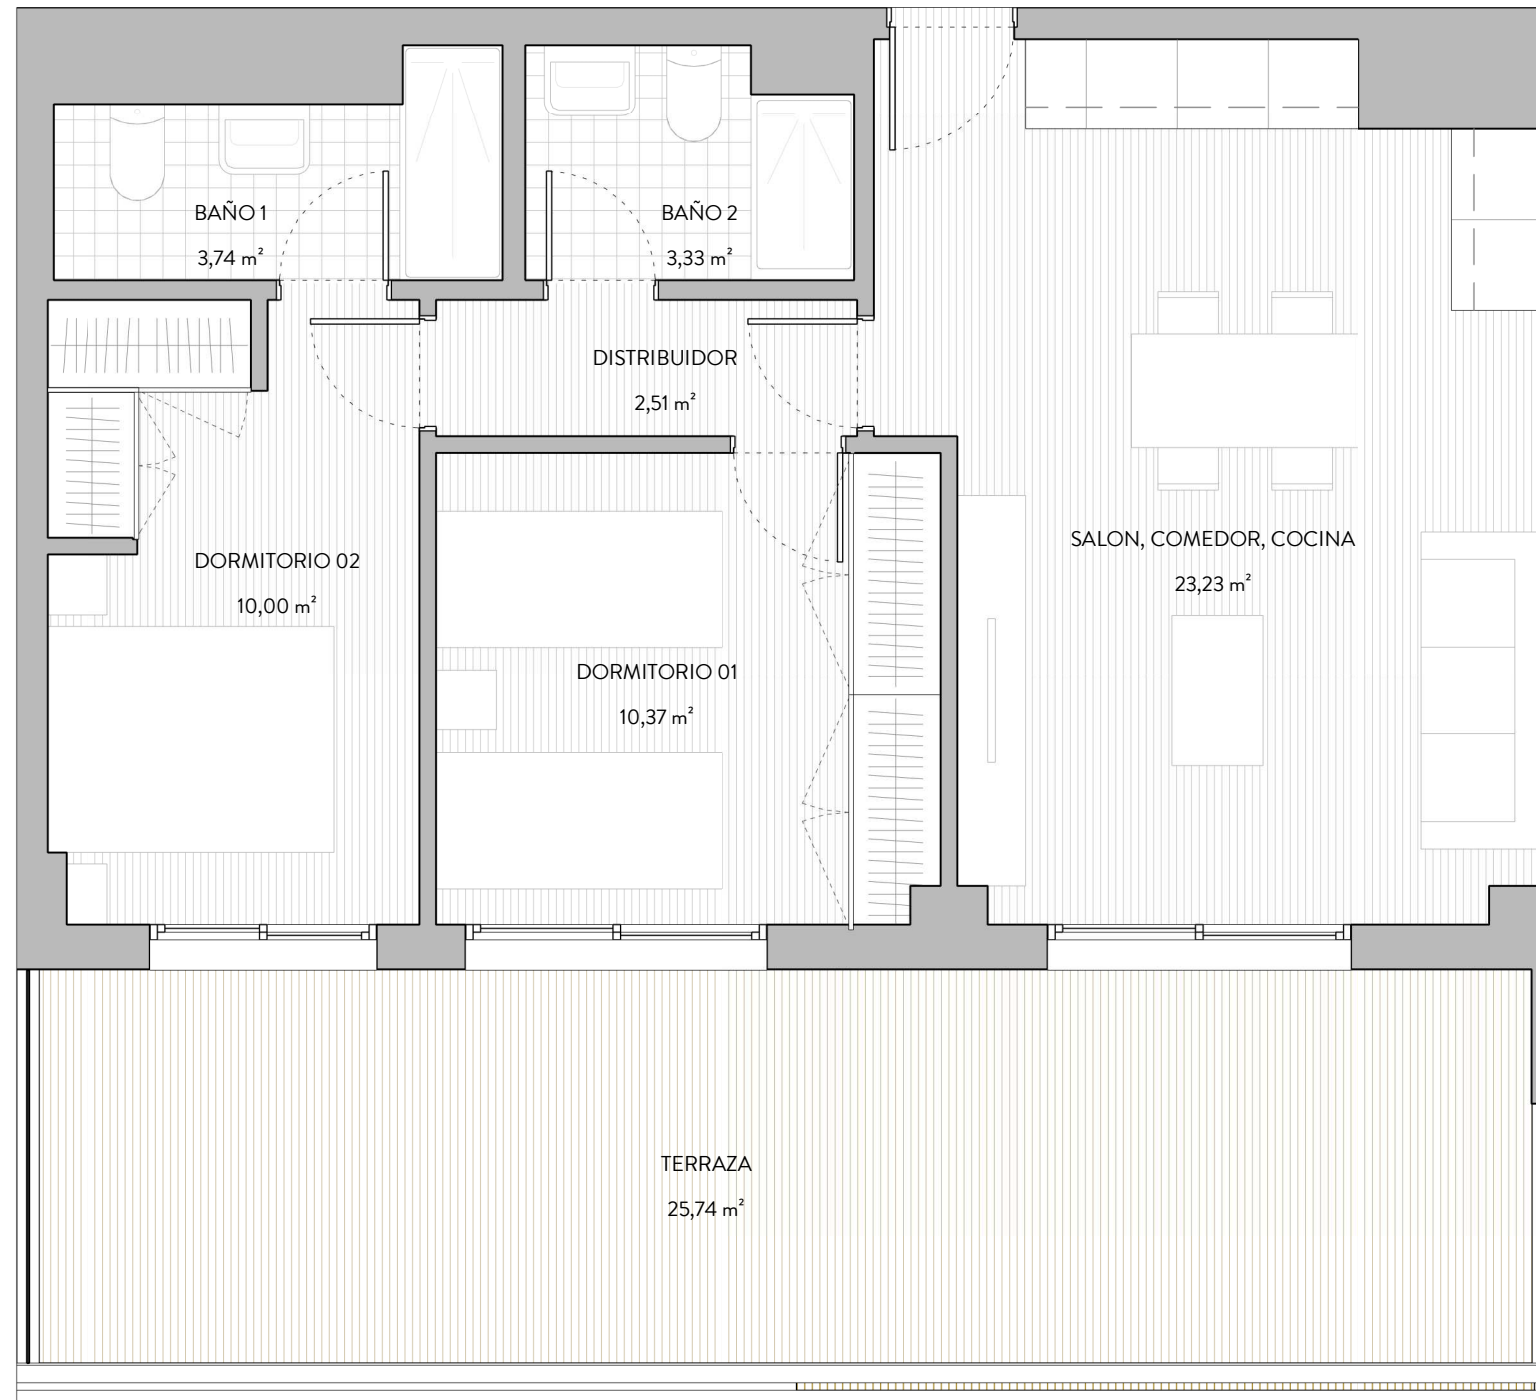 BAÑO 1
3,74 m²
BAÑO 2
3,33 m²
DISTRIBUIDOR
2,51 m²
SALON, COMEDOR, COCINA
23,23 m²
DORMITORIO 02
10,00 m²
DORMITORIO 01
10,37 m²
TERRAZA
25,74 m²